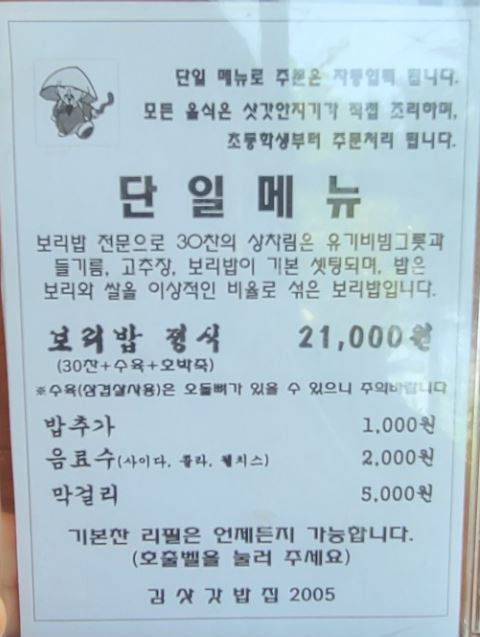 단일 메뉴로 주문은 자동입력 됩니다.
모든 음식은 삿갓안지기가 직접 조리하며,
초등학생부터 주문처리 됩니다.
단일메뉴
보리밥 전문으로 30찬의 상차림은 유기비빔그릇과
들기름, 고추장, 보리밥이 기본 셋팅되며, 밥은
보리와 쌀을 이상적인 비율로 섞은 보리밥입니다.
보리밥 정식 21,000원
(30찬+수육+호박죽)
※수육(삼겹살사용)은 오돌뼈가 있을 수 있으니 주의바랍니다
밥추가 1,000원
음료수(사이다, 콜라, 웰치스) 2,000원
막걸리 5,000원
기본찬 리필은 언제든지 가능합니다.
(호출벨을 눌러 주세요)
김삿갓밥집 2005